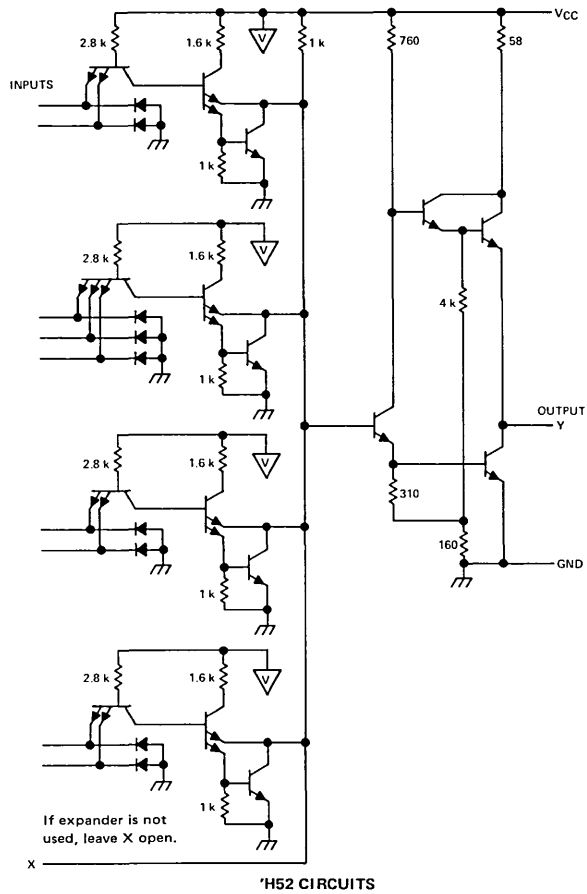 VCC
2.8 k
1.6 k
V
1 k
760
58
INPUTS
1 k
2.8 k
1.6 k
V
4 k
1 k
OUTPUT
Y
2.8 k
1.6 k
V
310
160
1 k
GND
2.8 k
1.6 k
V
1 k
If expander is not
used, leave X open.
X
'H52 CIRCUITS